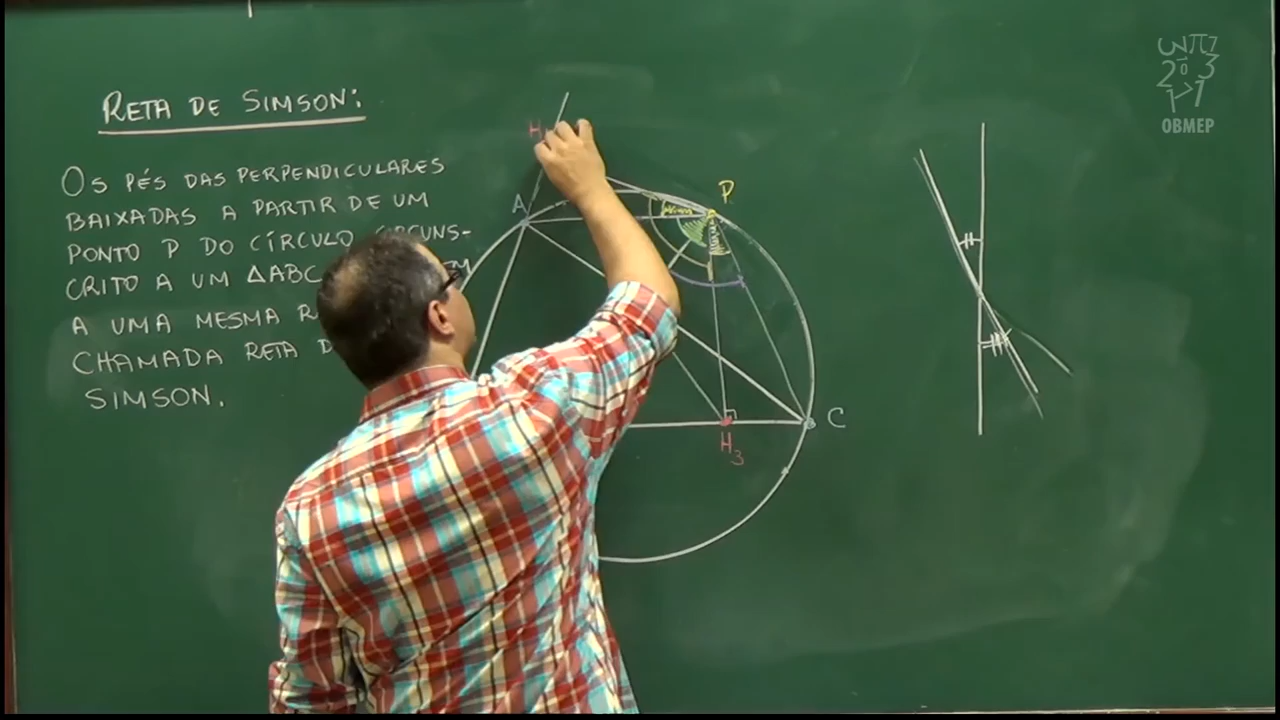 RETA DE SIMSON:
OS PÉS DAS PERPENDICULARES
BAIXADAS A PARTIR DE UM
PONTO P DO CÍRCULO CIRCUNS-
CRITO A UM ΔABC
A UMA MESMA
CHAMADA RETA
SIMSON.
H
A
P
C
H3
OBMEP